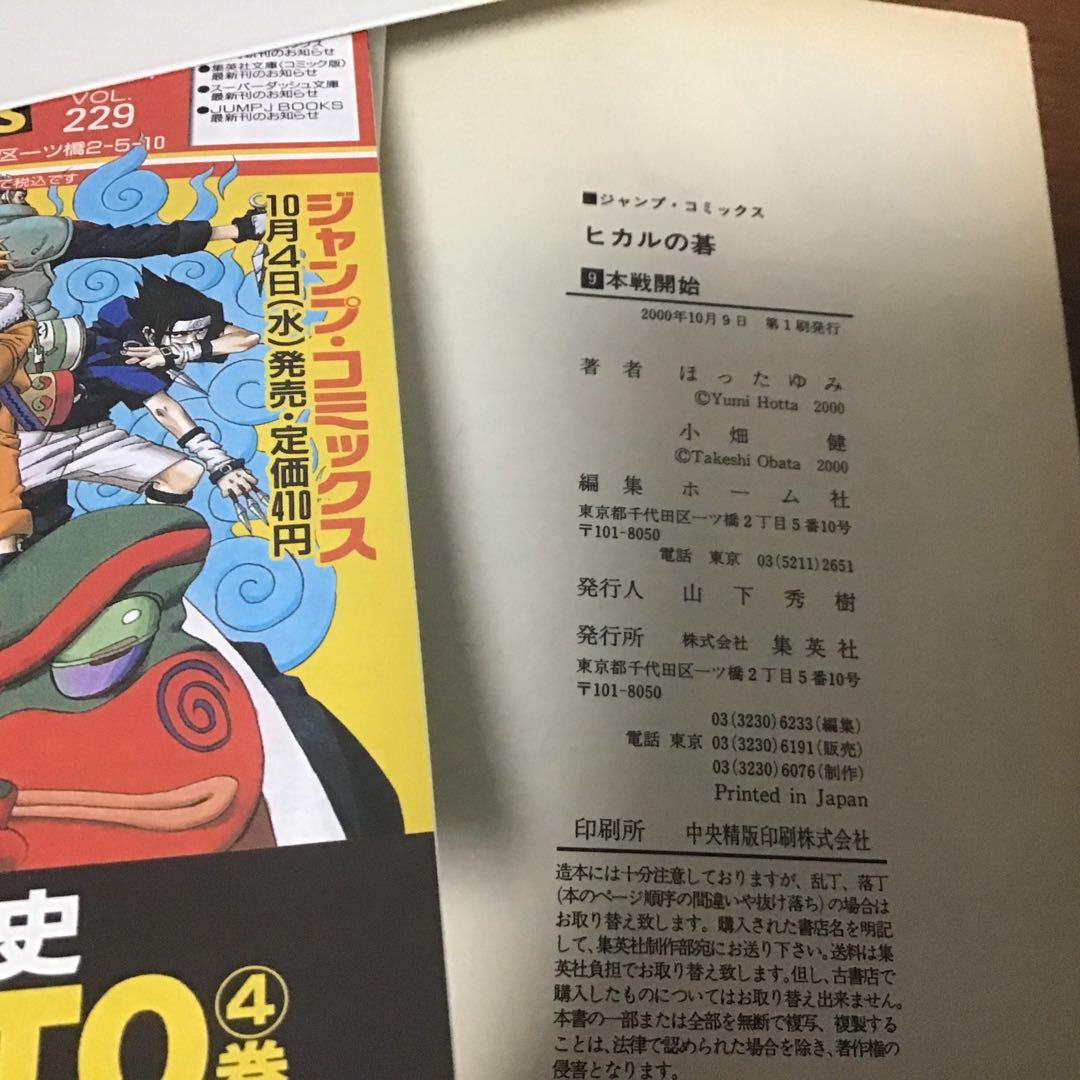 新刊のお知らせ
●集英社文庫(コミック版)
最新刊のお知らせ
●スーパーダッシュ文庫
最新刊のお知らせ
●JUMP J BOOKS
最新刊のお知らせ
S
VOL.
229
区一ツ橋2-5-10
で税込です
ジャンプ・コミックス
10月4日(水)発売・定価410円
史
TO
④
巻
■ジャンプ・コミックス
ヒカルの碁
9本戦開始
2000年10月9日 第1刷発行
著者 ほったゆみ
©Yumi Hotta 2000
小畑 健
©Takeshi Obata 2000
編集 ホーム社
東京都千代田区一ツ橋2丁目5番10号
〒101-8050
電話 東京 03(5211)2651
発行人 山下秀樹
発行所 株式会社 集英社
東京都千代田区一ツ橋2丁目5番10号
〒101-8050
03(3230)6233(編集)
電話 東京 03(3230)6191(販売)
03(3230)6076(制作)
Printed in Japan
印刷所 中央精版印刷株式会社
造本には十分注意しておりますが、乱丁、落丁
(本のページ順序の間違いや抜け落ち)の場合は
お取り替え致します。購入された書店名を明記
して、集英社制作部宛にお送り下さい。送料は集
英社負担でお取り替え致します。但し、古書店で
購入したものについてはお取り替え出来ません。
本書の一部または全部を無断で複写、複製する
ことは、法律で認められた場合を除き、著作権の
侵害となります。